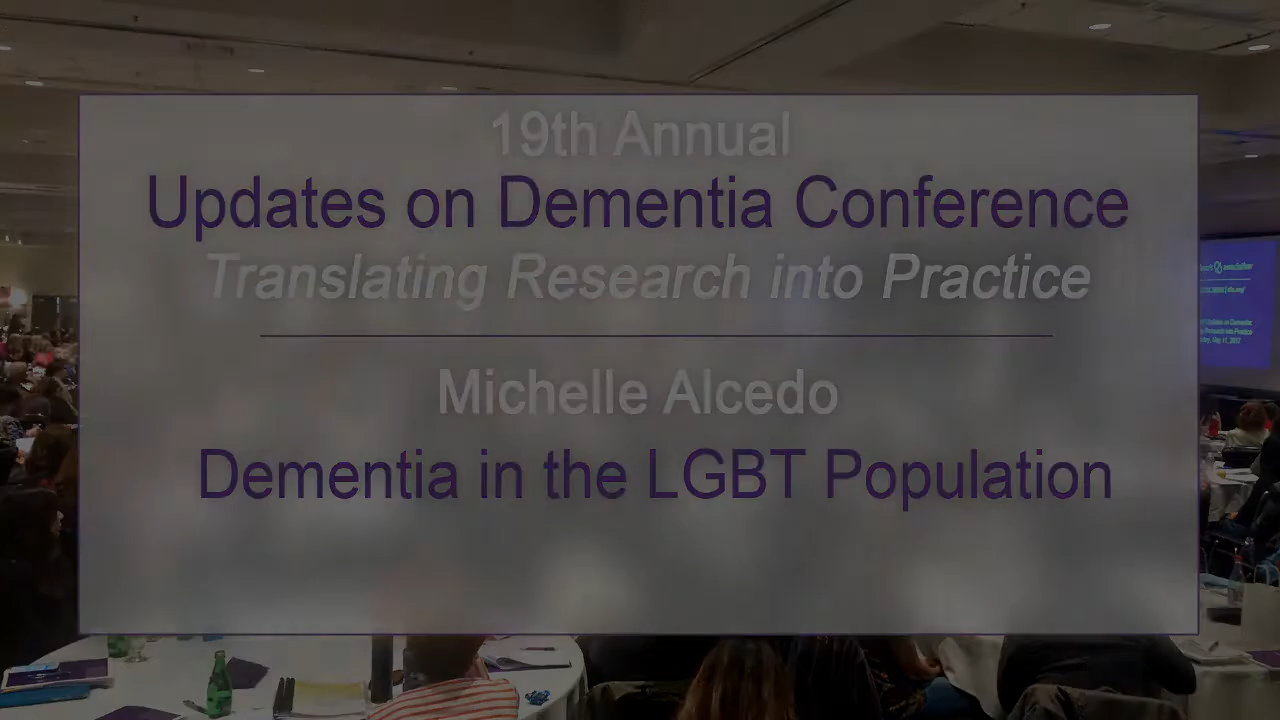 19th Annual
Updates on Dementia Conference
Translating Research into Practice
Michelle Alcedo
Dementia in the LGBT Population